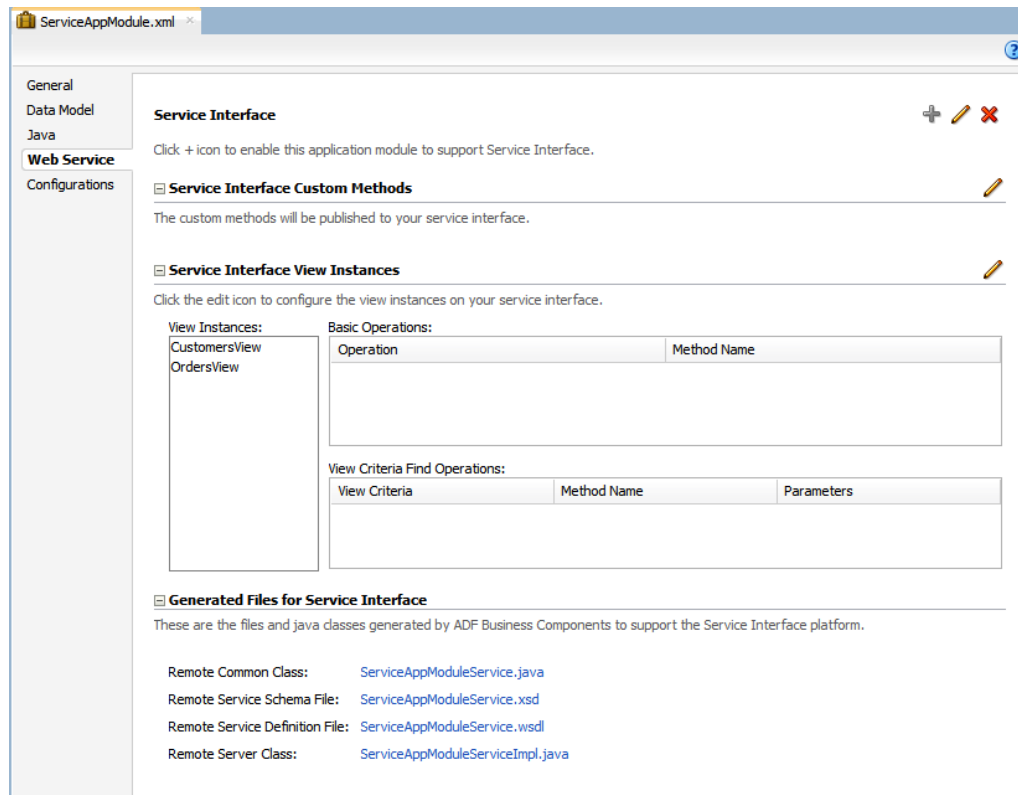 ServiceAppModule.xml
General
Data Model
Java
Web Service
Configurations
Service Interface
Click + icon to enable this application module to support Service Interface.
Service Interface Custom Methods
The custom methods will be published to your service interface.
Service Interface View Instances
Click the edit icon to configure the view instances on your service interface.
View Instances:
CustomersView
OrdersView
Basic Operations:
Operation Method Name
View Criteria Find Operations:
View Criteria Method Name Parameters
Generated Files for Service Interface
These are the files and java classes generated by ADF Business Components to support the Service Interface platform.
Remote Common Class: ServiceAppModuleService.java
Remote Service Schema File: ServiceAppModuleService.xsd
Remote Service Definition File: ServiceAppModuleService.wsdl
Remote Server Class: ServiceAppModuleServiceImpl.java